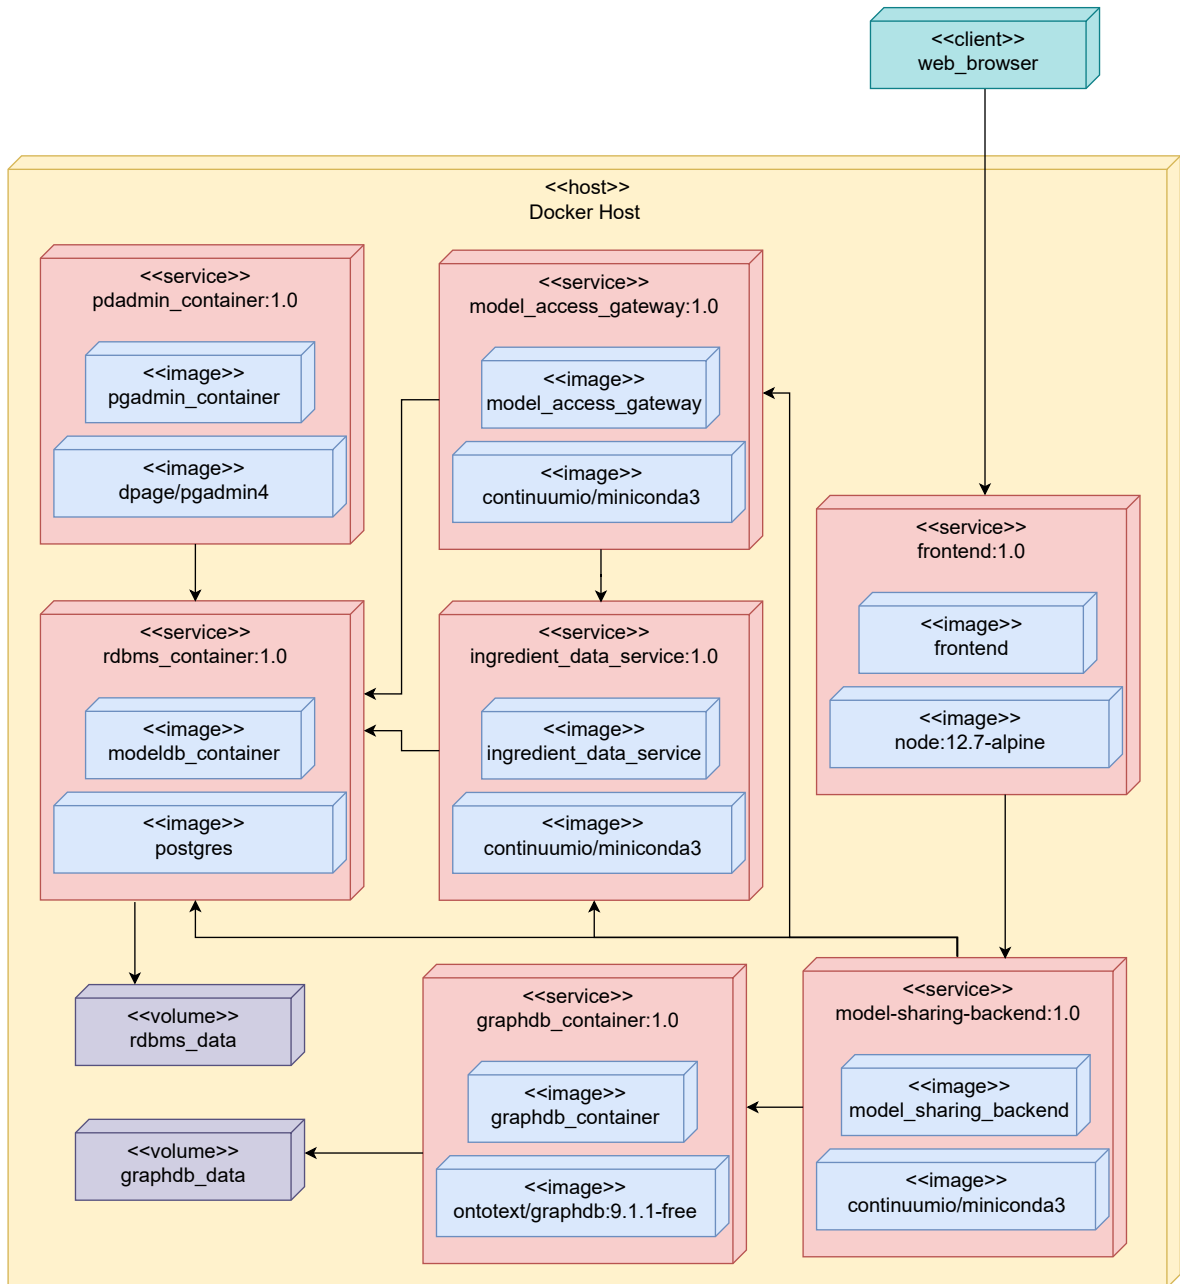 <<client>>
web_browser
<<host>>
Docker Host
<<service>>
pdadmin_container:1.0
<<image>>
pgadmin_container
<<image>>
dpage/pgadmin4
<<service>>
model_access_gateway:1.0
<<image>>
model_access_gateway
<<image>>
continuumio/miniconda3
<<service>>
frontend:1.0
<<image>>
frontend
<<image>>
node:12.7-alpine
<<service>>
rdbms_container:1.0
<<image>>
modeldb_container
<<image>>
postgres
<<service>>
ingredient_data_service:1.0
<<image>>
ingredient_data_service
<<image>>
continuumio/miniconda3
<<volume>>
rdbms_data
<<volume>>
graphdb_data
<<service>>
graphdb_container:1.0
<<image>>
graphdb_container
<<image>>
ontotext/graphdb:9.1.1-free
<<service>>
model-sharing-backend:1.0
<<image>>
model_sharing_backend
<<image>>
continuumio/miniconda3